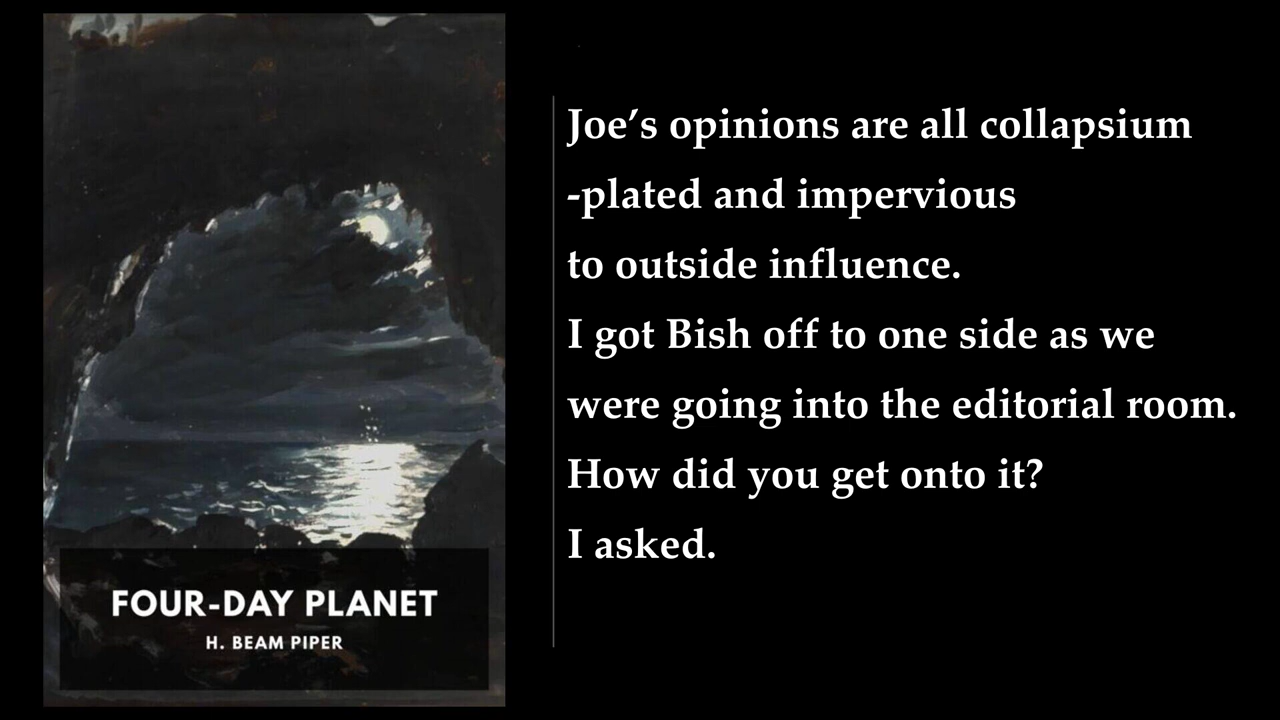 FOUR-DAY PLANET
H. BEAM PIPER
Joe’s opinions are all collapsium
-plated and impervious
to outside influence.
I got Bish off to one side as we
were going into the editorial room.
How did you get onto it?
I asked.